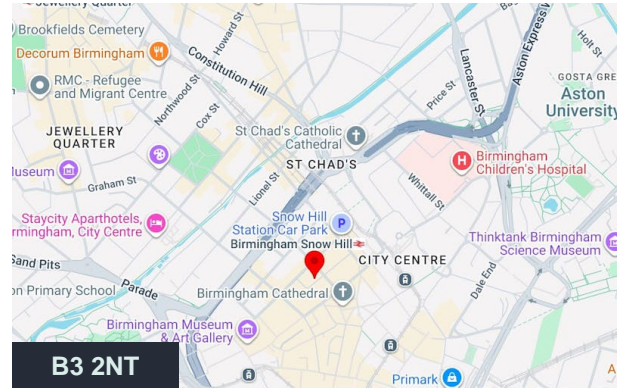 Jewellery Quarter
Brookfields Cemetery
Decorum Birmingham
RMC - Refugee
and Migrant Centre
Howard St
Constitution Hill
Northwood St
Cox St
JEWELLERY
QUARTER
Museum
Graham St
Lionel St
St Chad's Catholic
Cathedral
ST CHAD'S
Lancaster St
Price St
Aston Express
Holt St
GOSTA GRE
Aston
University
Birmingham
Children's Hospital
Whittall St
Staycity Aparthotels,
rmingham, City Centre
Snow Hill
Station Car Park
P
H
Birmingham Snow Hill
CITY CENTRE
Thinktank Birmingham
Science Museum
Sand Pits
on Primary School
Parade
Birmingham Cathedral
Dale End
Birmingham Museum
& Art Gallery
Primark
A
B3 2NT